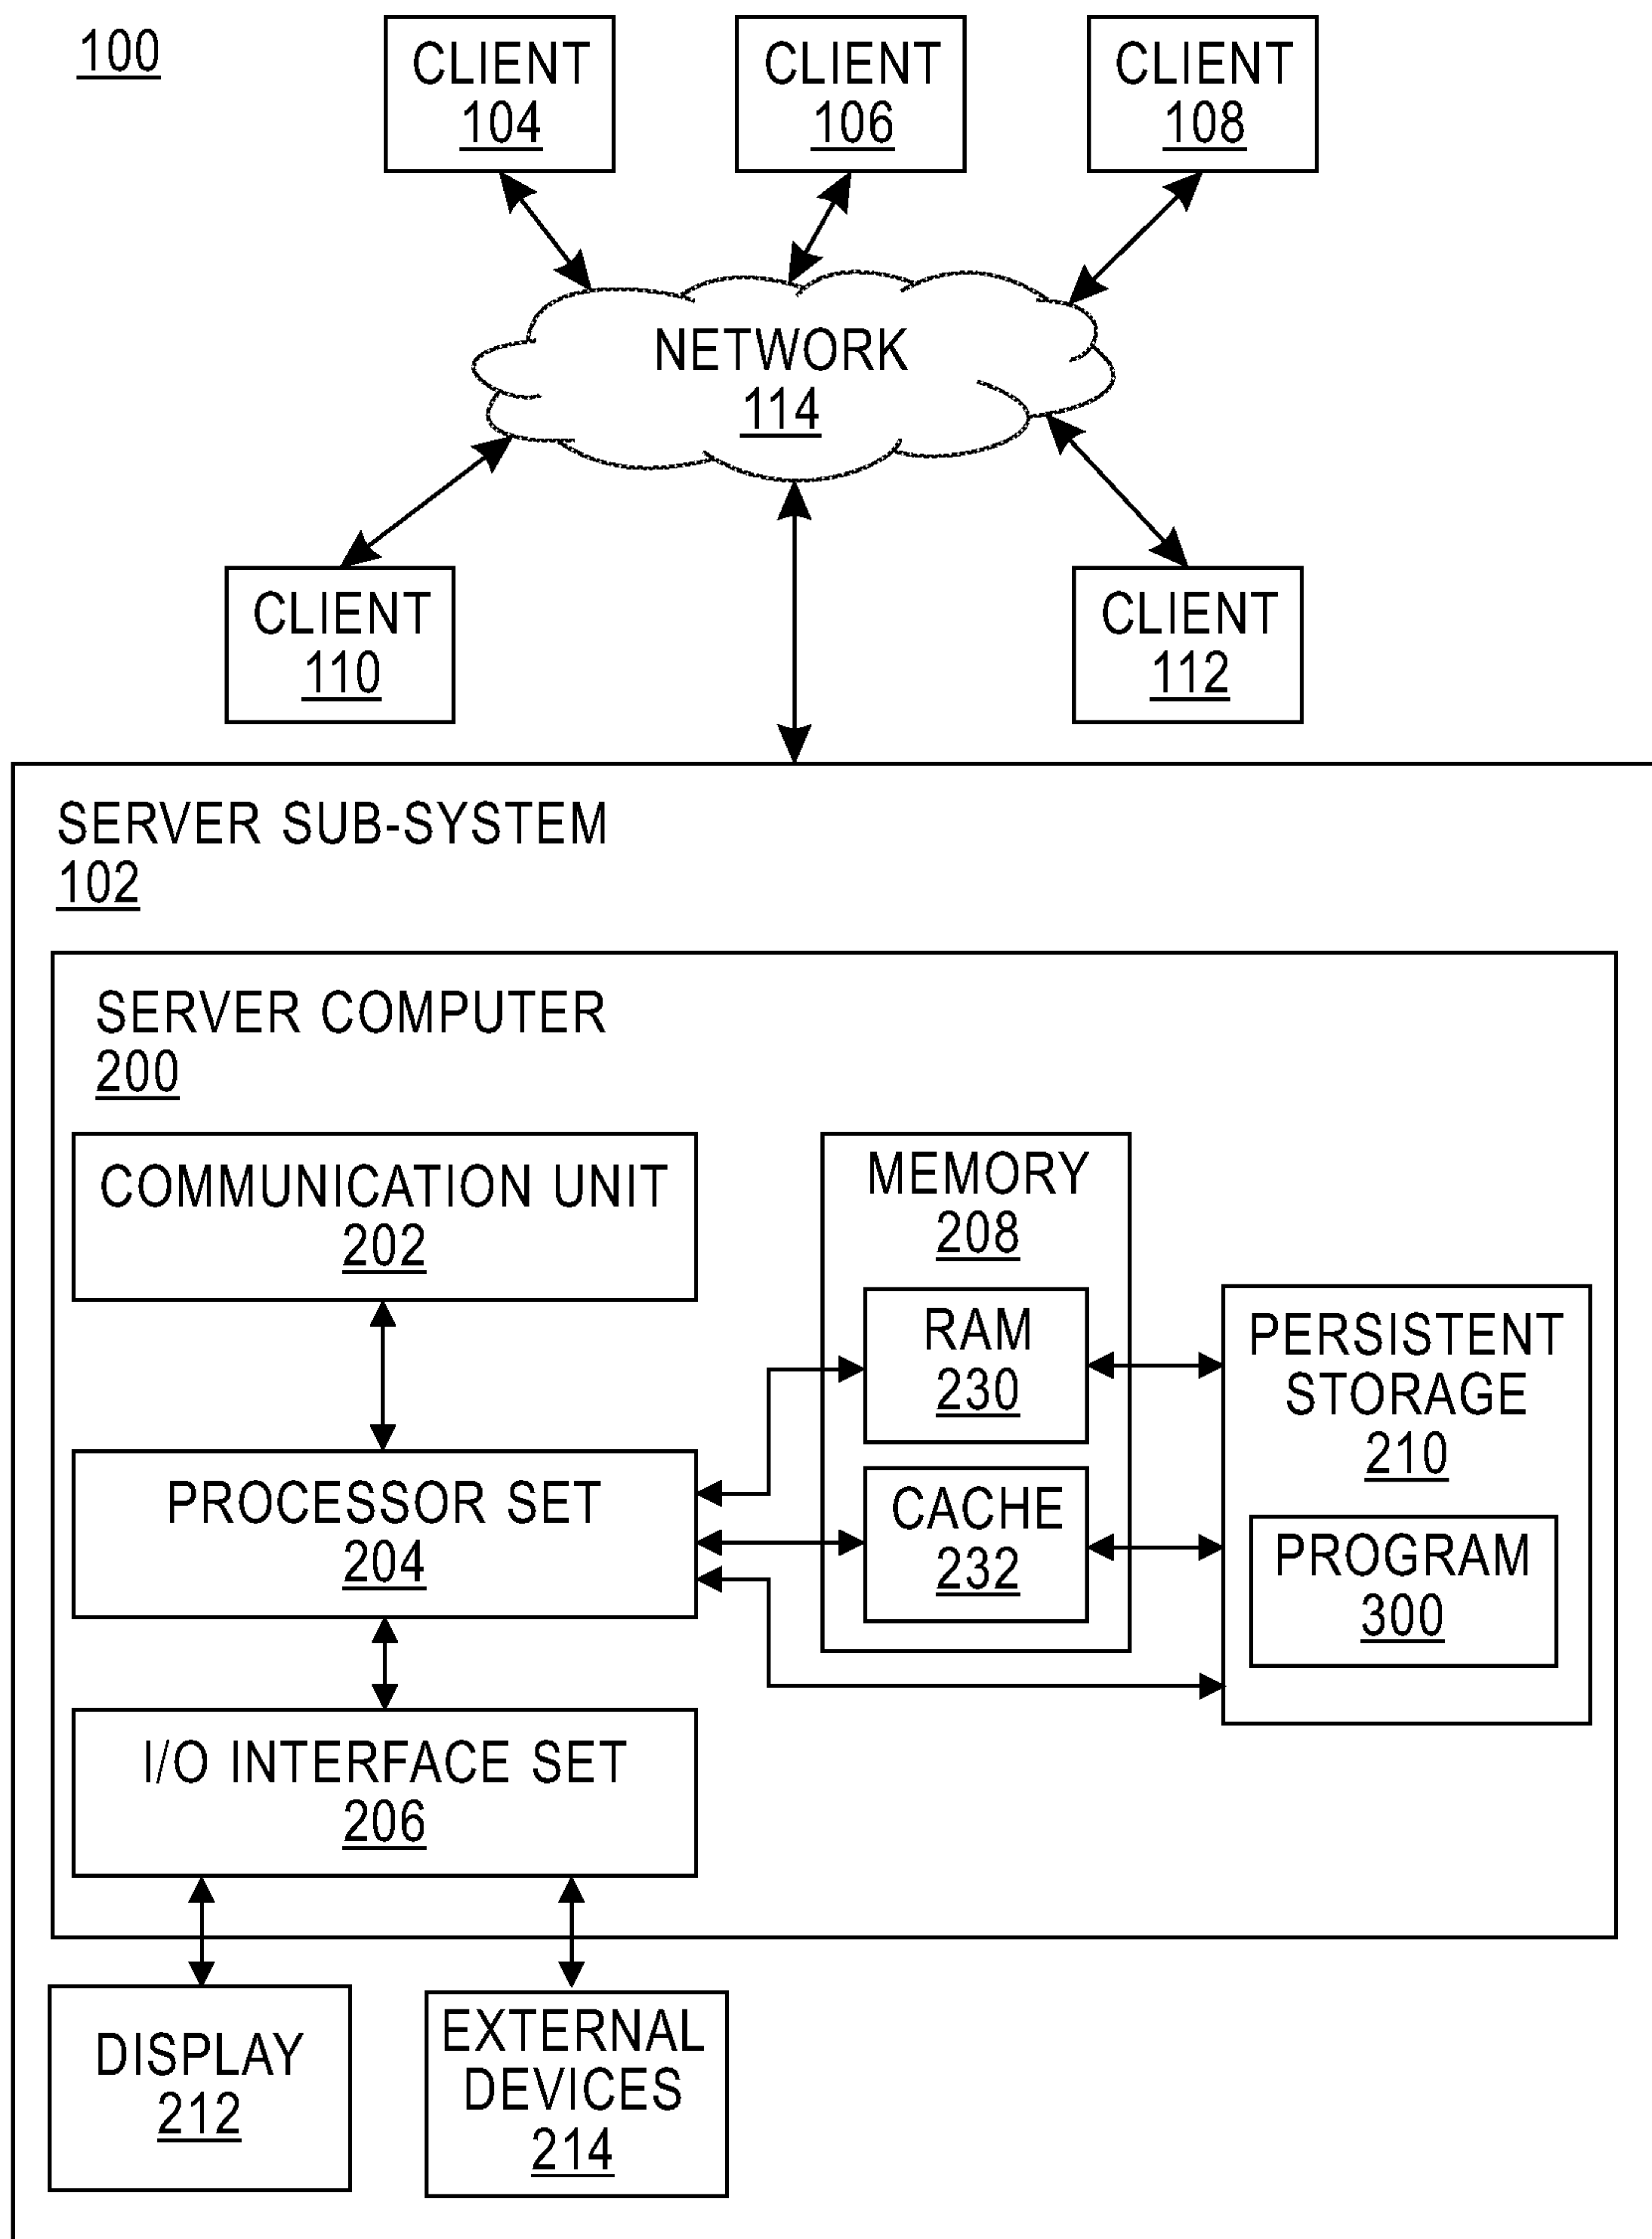 100
CLIENT
104
CLIENT
106
CLIENT
108
NETWORK
114
CLIENT
110
CLIENT
112
SERVER SUB-SYSTEM
102
SERVER COMPUTER
200
COMMUNICATION UNIT
202
PROCESSOR SET
204
I/O INTERFACE SET
206
MEMORY
208
RAM
230
CACHE
232
PERSISTENT
STORAGE
210
PROGRAM
300
DISPLAY
212
EXTERNAL
DEVICES
214